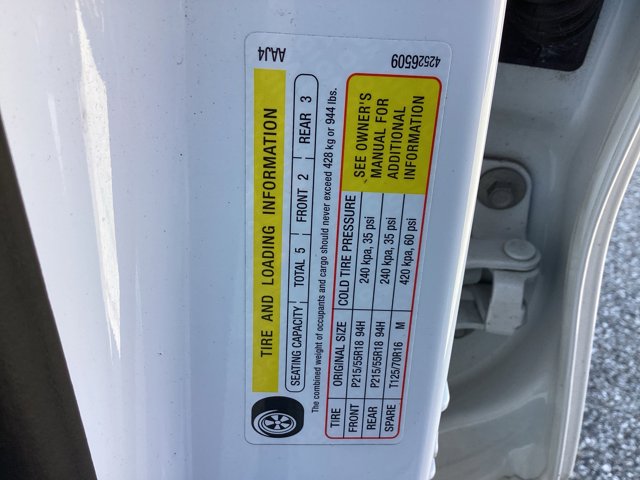 AAJ4 42526509
TIRE AND LOADING INFORMATION
SEATING CAPACITY TOTAL 5 FRONT 2 REAR 3
The combined weight of occupants and cargo should never exceed 428 kg or 944 lbs.
TIRE ORIGINAL SIZE COLD TIRE PRESSURE
FRONT P215/55R18 94H 240 kpa, 35 psi
REAR P215/55R18 94H 240 kpa, 35 psi
SPARE T125/70R16 M 420 kpa, 60 psi
SEE OWNER'S
MANUAL FOR
ADDITIONAL
INFORMATION